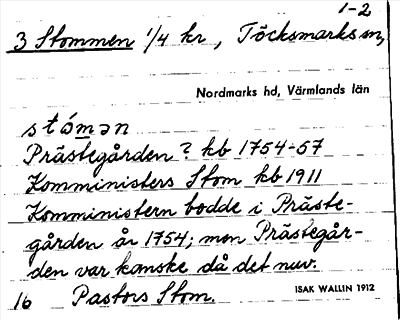 1-2
3 Stommen 1/4 kr, Töcksmarks sn,
Nordmarks hd, Värmlands län
stómən
Prästegården? kb 1754-57
Komministers Stom kb 1911
Komministern bodde i Präste-
gården år 1754; men Prästegår-
den var kanske då det nuv.
16 Pastors Stom.
ISAK WALLIN 1912